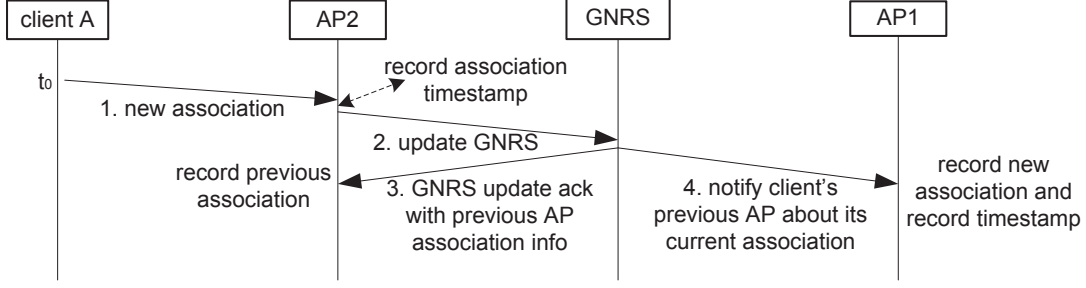 client A
AP2
GNRS
AP1
t0
record association
timestamp
1. new association
2. update GNRS
record previous
association
3. GNRS update ack
with previous AP
association info
4. notify client's
previous AP about its
current association
record new
association and
record timestamp